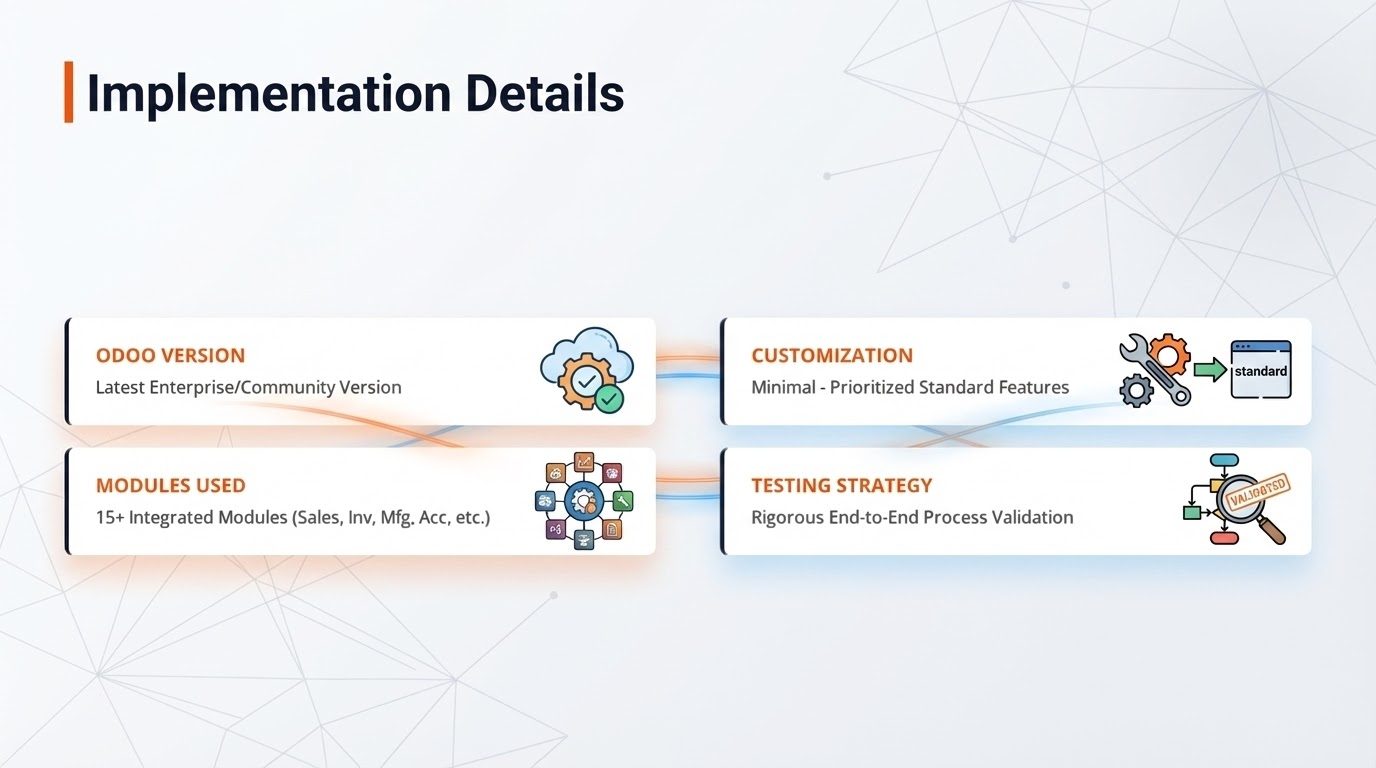 Implementation Details
ODOO VERSION
Latest Enterprise/Community Version
CUSTOMIZATION
Minimal - Prioritized Standard Features
standard
MODULES USED
15+ Integrated Modules (Sales, Inv, Mfg, Acc, etc.)
TESTING STRATEGY
Rigorous End-to-End Process Validation